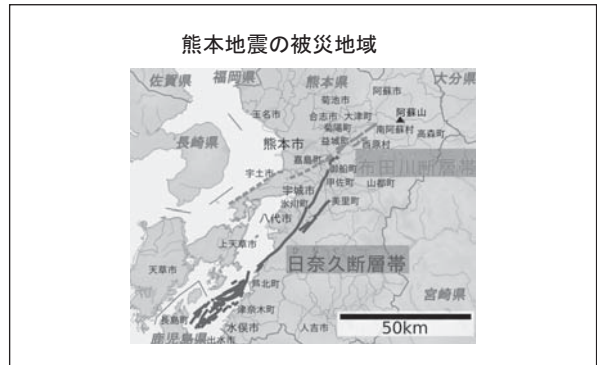 熊本地震の被災地域
佐賀県 福岡県 熊本県 大分県
菊池市 阿蘇市
玉名市 合志市 大津町 阿蘇山
菊陽町 南阿蘇村
長崎県 熊本市 益城町 西原村 高森町
嘉島町 布田川断層帯
宇土市 御船町
宇城市 甲佐町 山都町
氷川町 美里町
八代市
上天草市
日奈久断層帯
天草市 芦北町
宮崎県
津奈木町
長島町 水俣市 人吉市 50km
鹿児島県 出水市